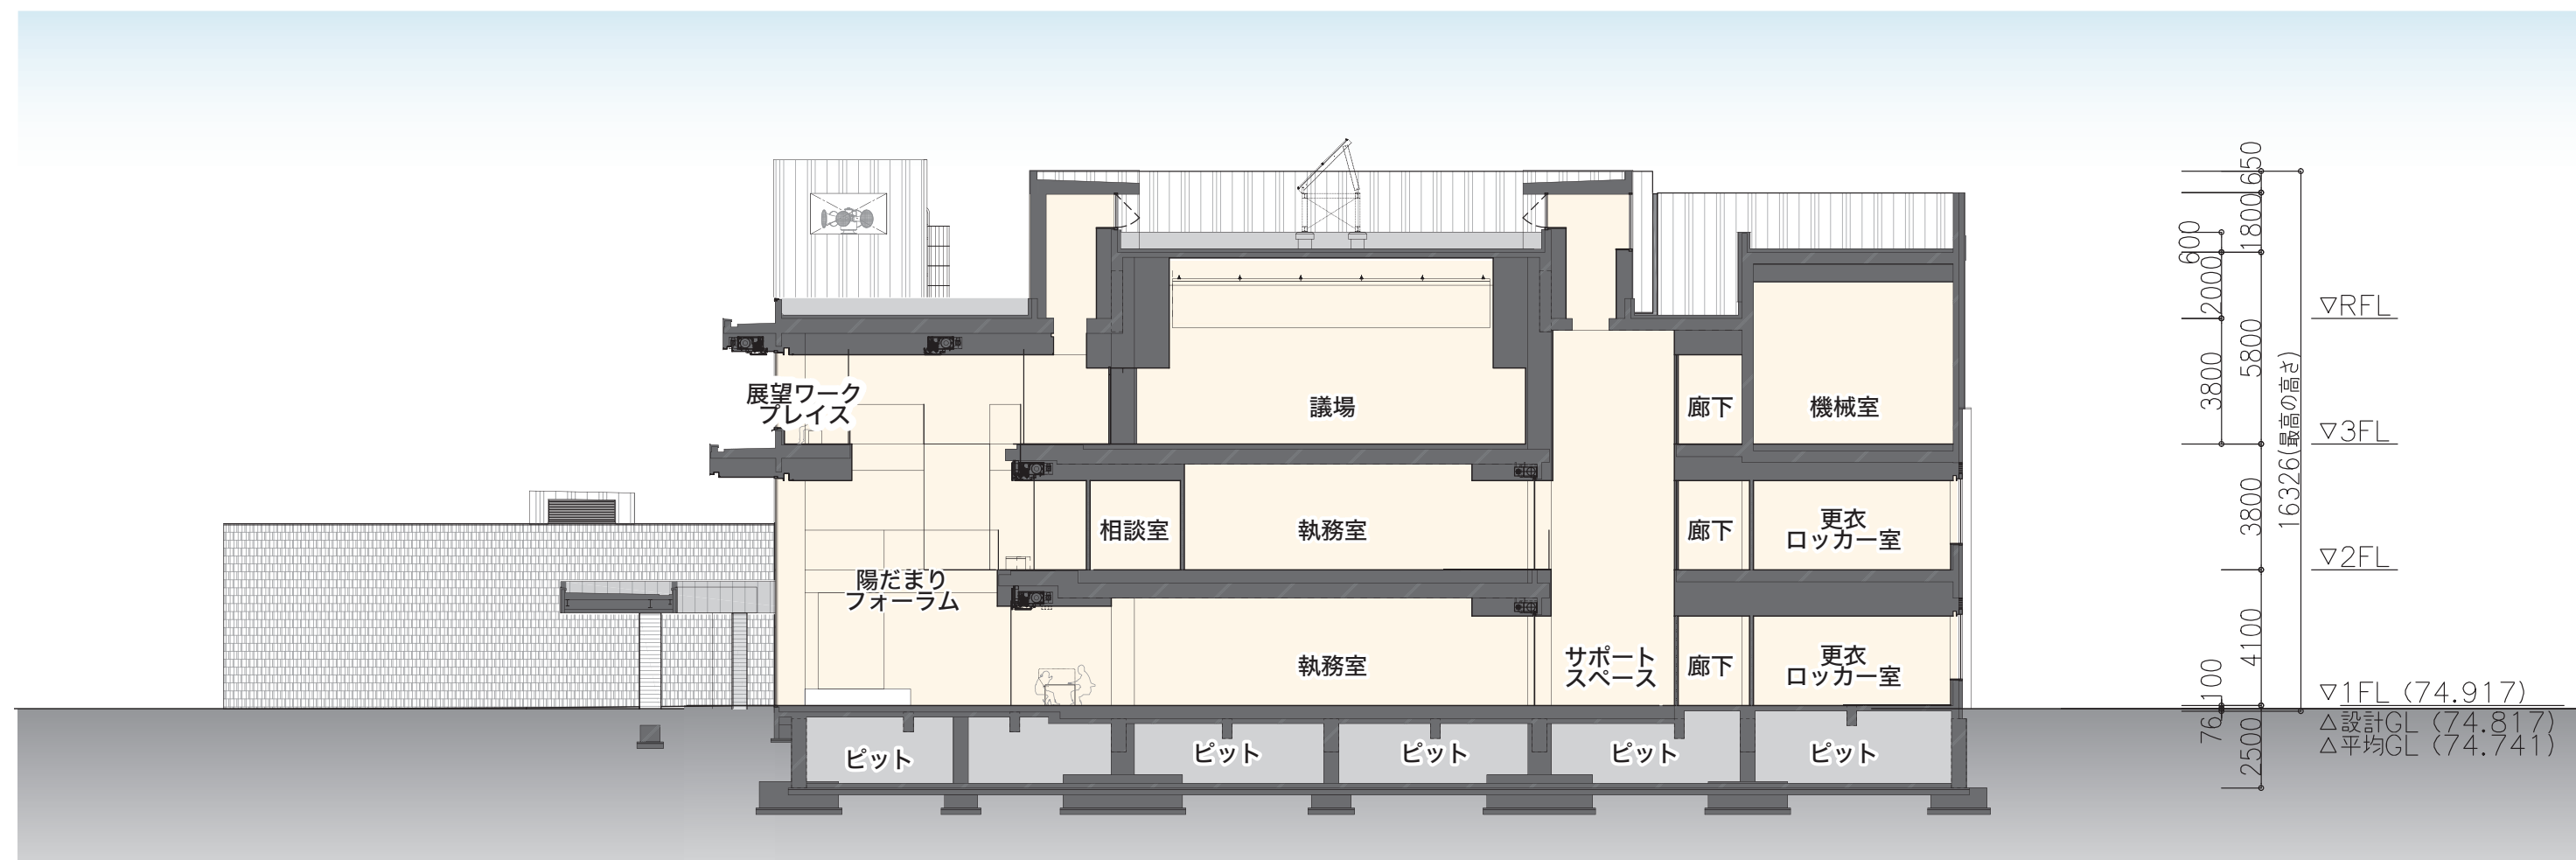 展望ワーク
プレイス
議場
廊下
機械室
相談室
執務室
廊下
更衣
ロッカー室
陽だまり
フォーラム
執務室
サポート
スペース
廊下
更衣
ロッカー室
ピット
ピット
ピット
ピット
ピット
650
1800
600
2000
5800
3800
3800
4100
100
76
2500
16326(最高の高さ)
▽RFL
▽3FL
▽2FL
▽1FL (74.917)
△設計GL (74.817)
△平均GL (74.741)